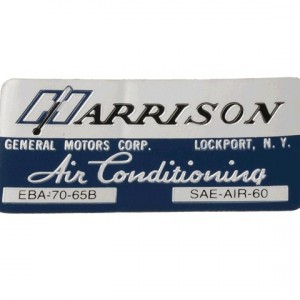 HARRISON
GENERAL MOTORS CORP. LOCKPORT, N. Y.
Air Conditioning
EBA-70-65B SAE-AIR-60